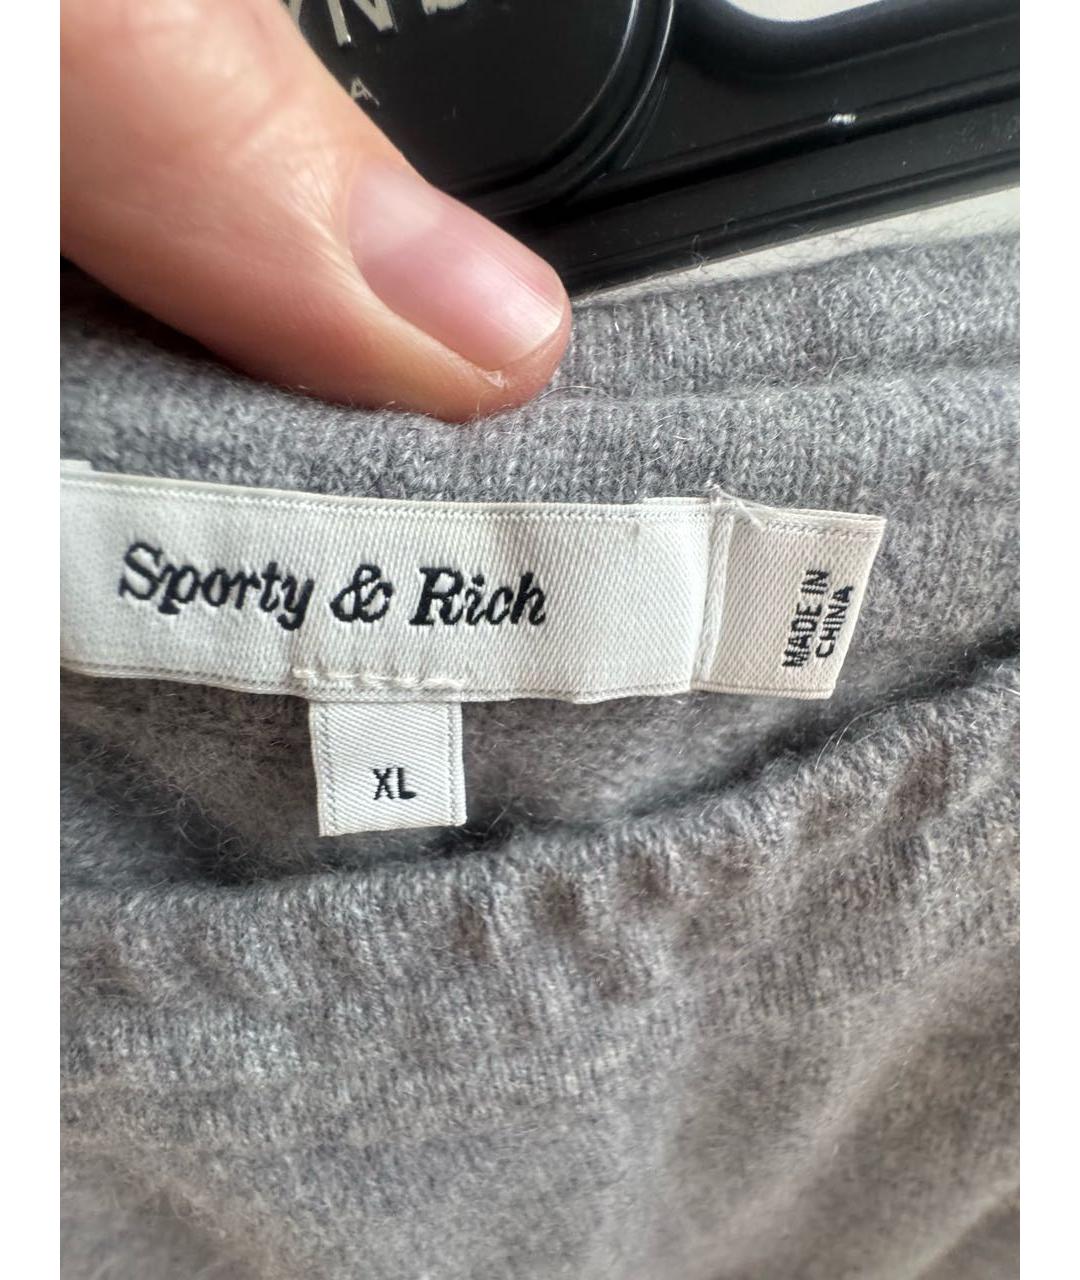 Sporty & Rich
MADE IN
CHINA
XL